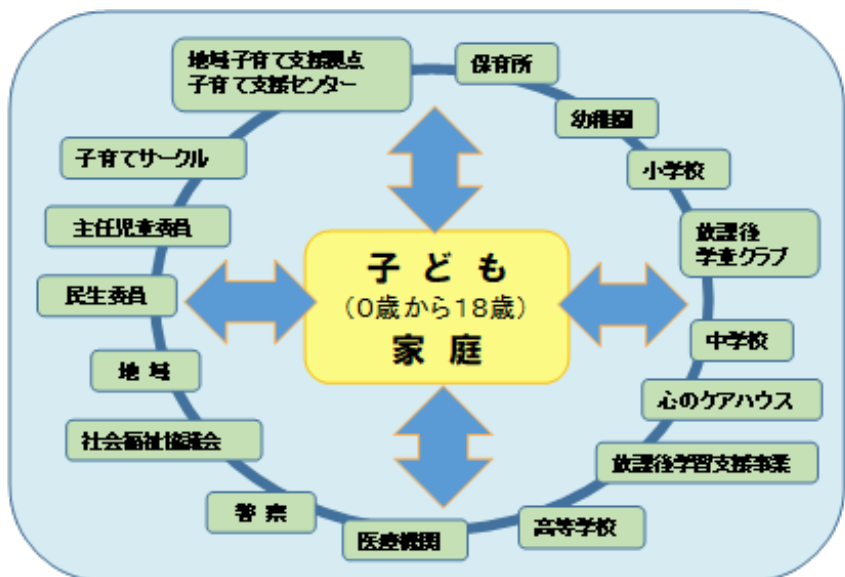 地域子育て支援拠点
子育て支援センター
保育所
幼稚園
小学校
放課後
学童クラブ
中学校
心のケアハウス
放課後学習支援事業
高等学校
医療機関
警察
社会福祉協議会
地域
民生委員
主任児童委員
子育てサークル
子ども
(0歳から18歳)
家庭